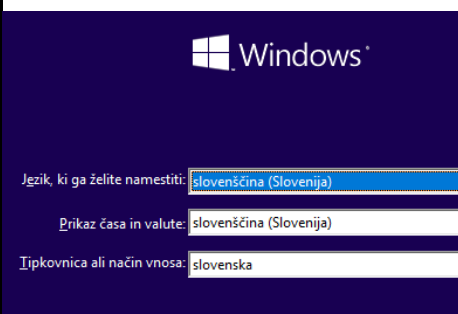 Windows
Jezik, ki ga želite namestiti: slovenščina (Slovenija)
Prikaz časa in valute: slovenščina (Slovenija)
Tipkovnica ali način vnosa: slovenska